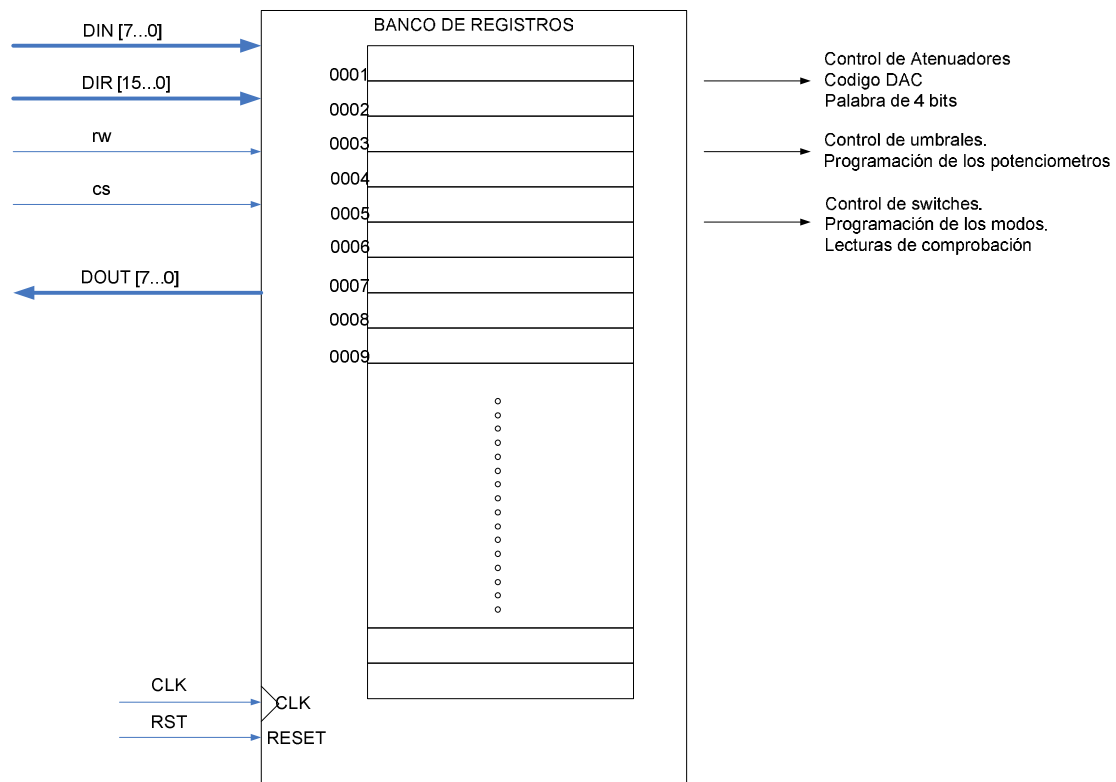 BANCO DE REGISTROS
DIN [7...0]
DIR [15...0]
rw
cs
DOUT [7...0]
0001
0002
0003
0004
0005
0006
0007
0008
0009
Control de Atenuadores
Codigo DAC
Palabra de 4 bits
Control de umbrales.
Programación de los potenciometros
Control de switches.
Programación de los modos.
Lecturas de comprobación
CLK
CLK
RST
RESET